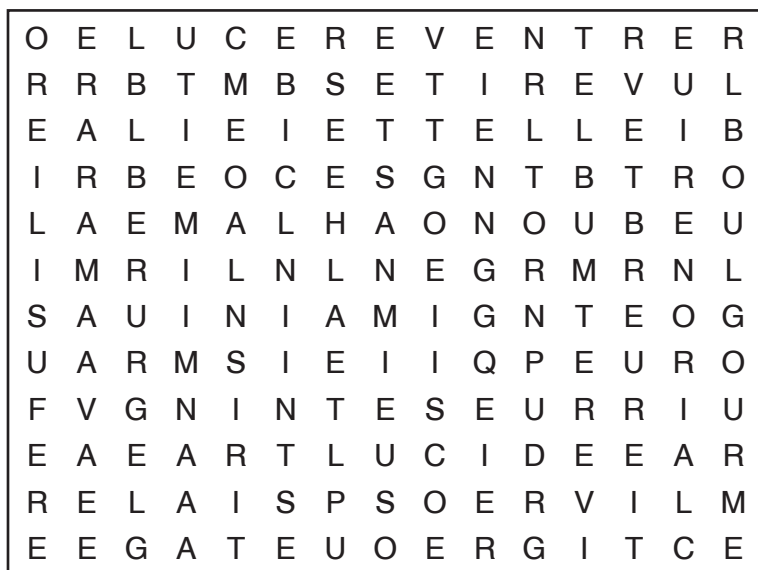 O E L U C E R E V E N T R E R
R R B T M B S E T I R E V U L
E A L I E I E T T E L L E I B
I R B E O C E S G N T B T R O
L A E M A L H A O N O U B E U
I M R I L N L N E G R M R N L
S A U I N I A M I G N T E O G
U A R M S I E I I Q P E U R O
F V G N I N T E S E U R R I U
E A E A R T L U C I D E E A R
R E L A I S P S O E R V I L M
E E G A T E U O E R G I T C E